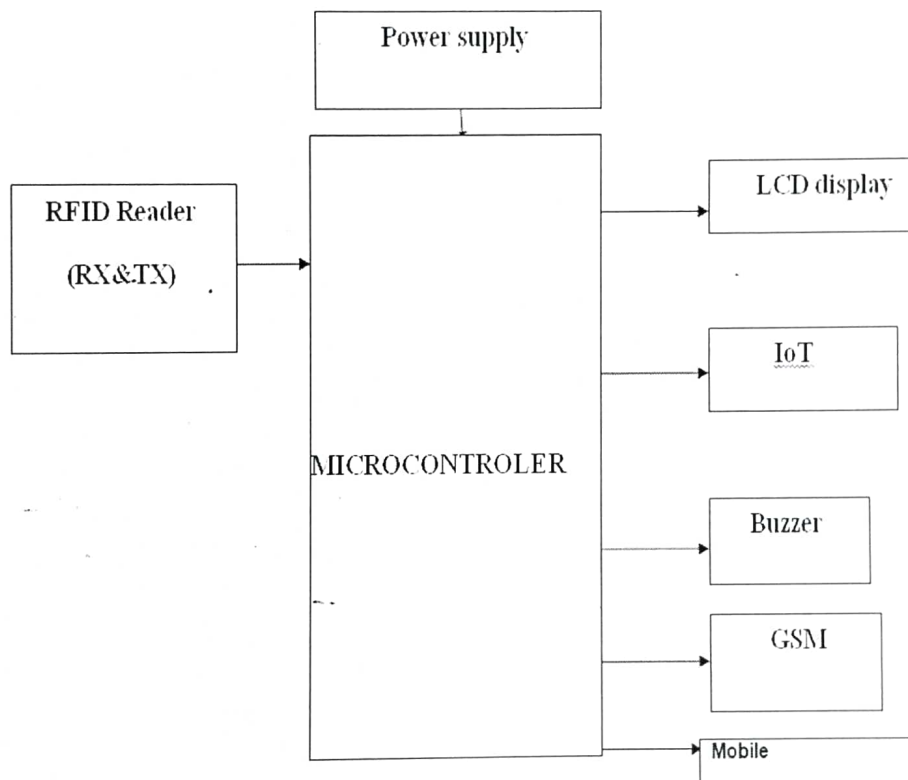 Power supply
RFID Reader
(RX&TX)
LCD display
IoT
MICROCONTROLER
Buzzer
GSM
Mobile